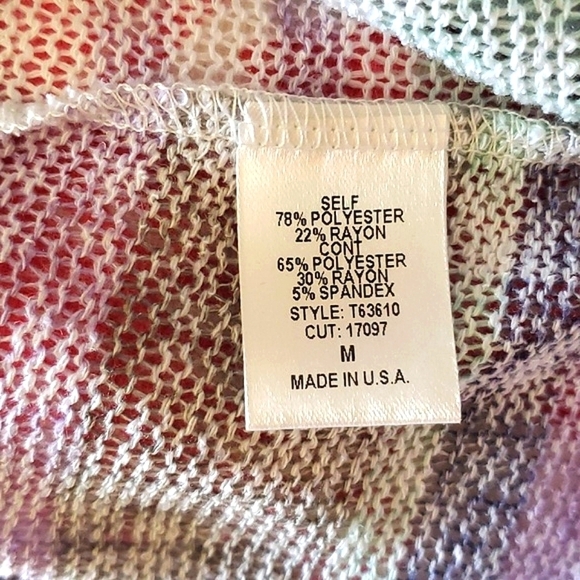 SELF
78% POLYESTER
22% RAYON
CONT
65% POLYESTER
30% RAYON
5% SPANDEX
STYLE: T63610
CUT: 17097
M
MADE IN U.S.A.